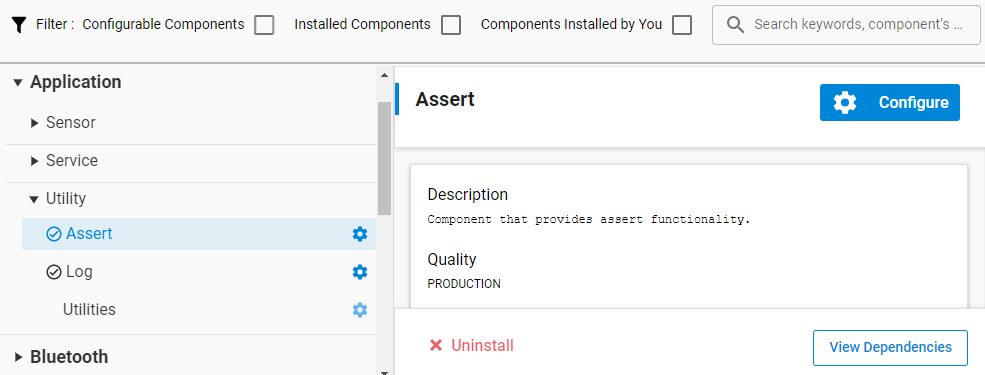 Filter : Configurable Components Installed Components Components Installed by You Search keywords, component's ...
Application
Sensor
Service
Utility
Assert
Log
Utilities
Bluetooth
Assert
Configure
Description
Component that provides assert functionality.
Quality
PRODUCTION
Uninstall
View Dependencies